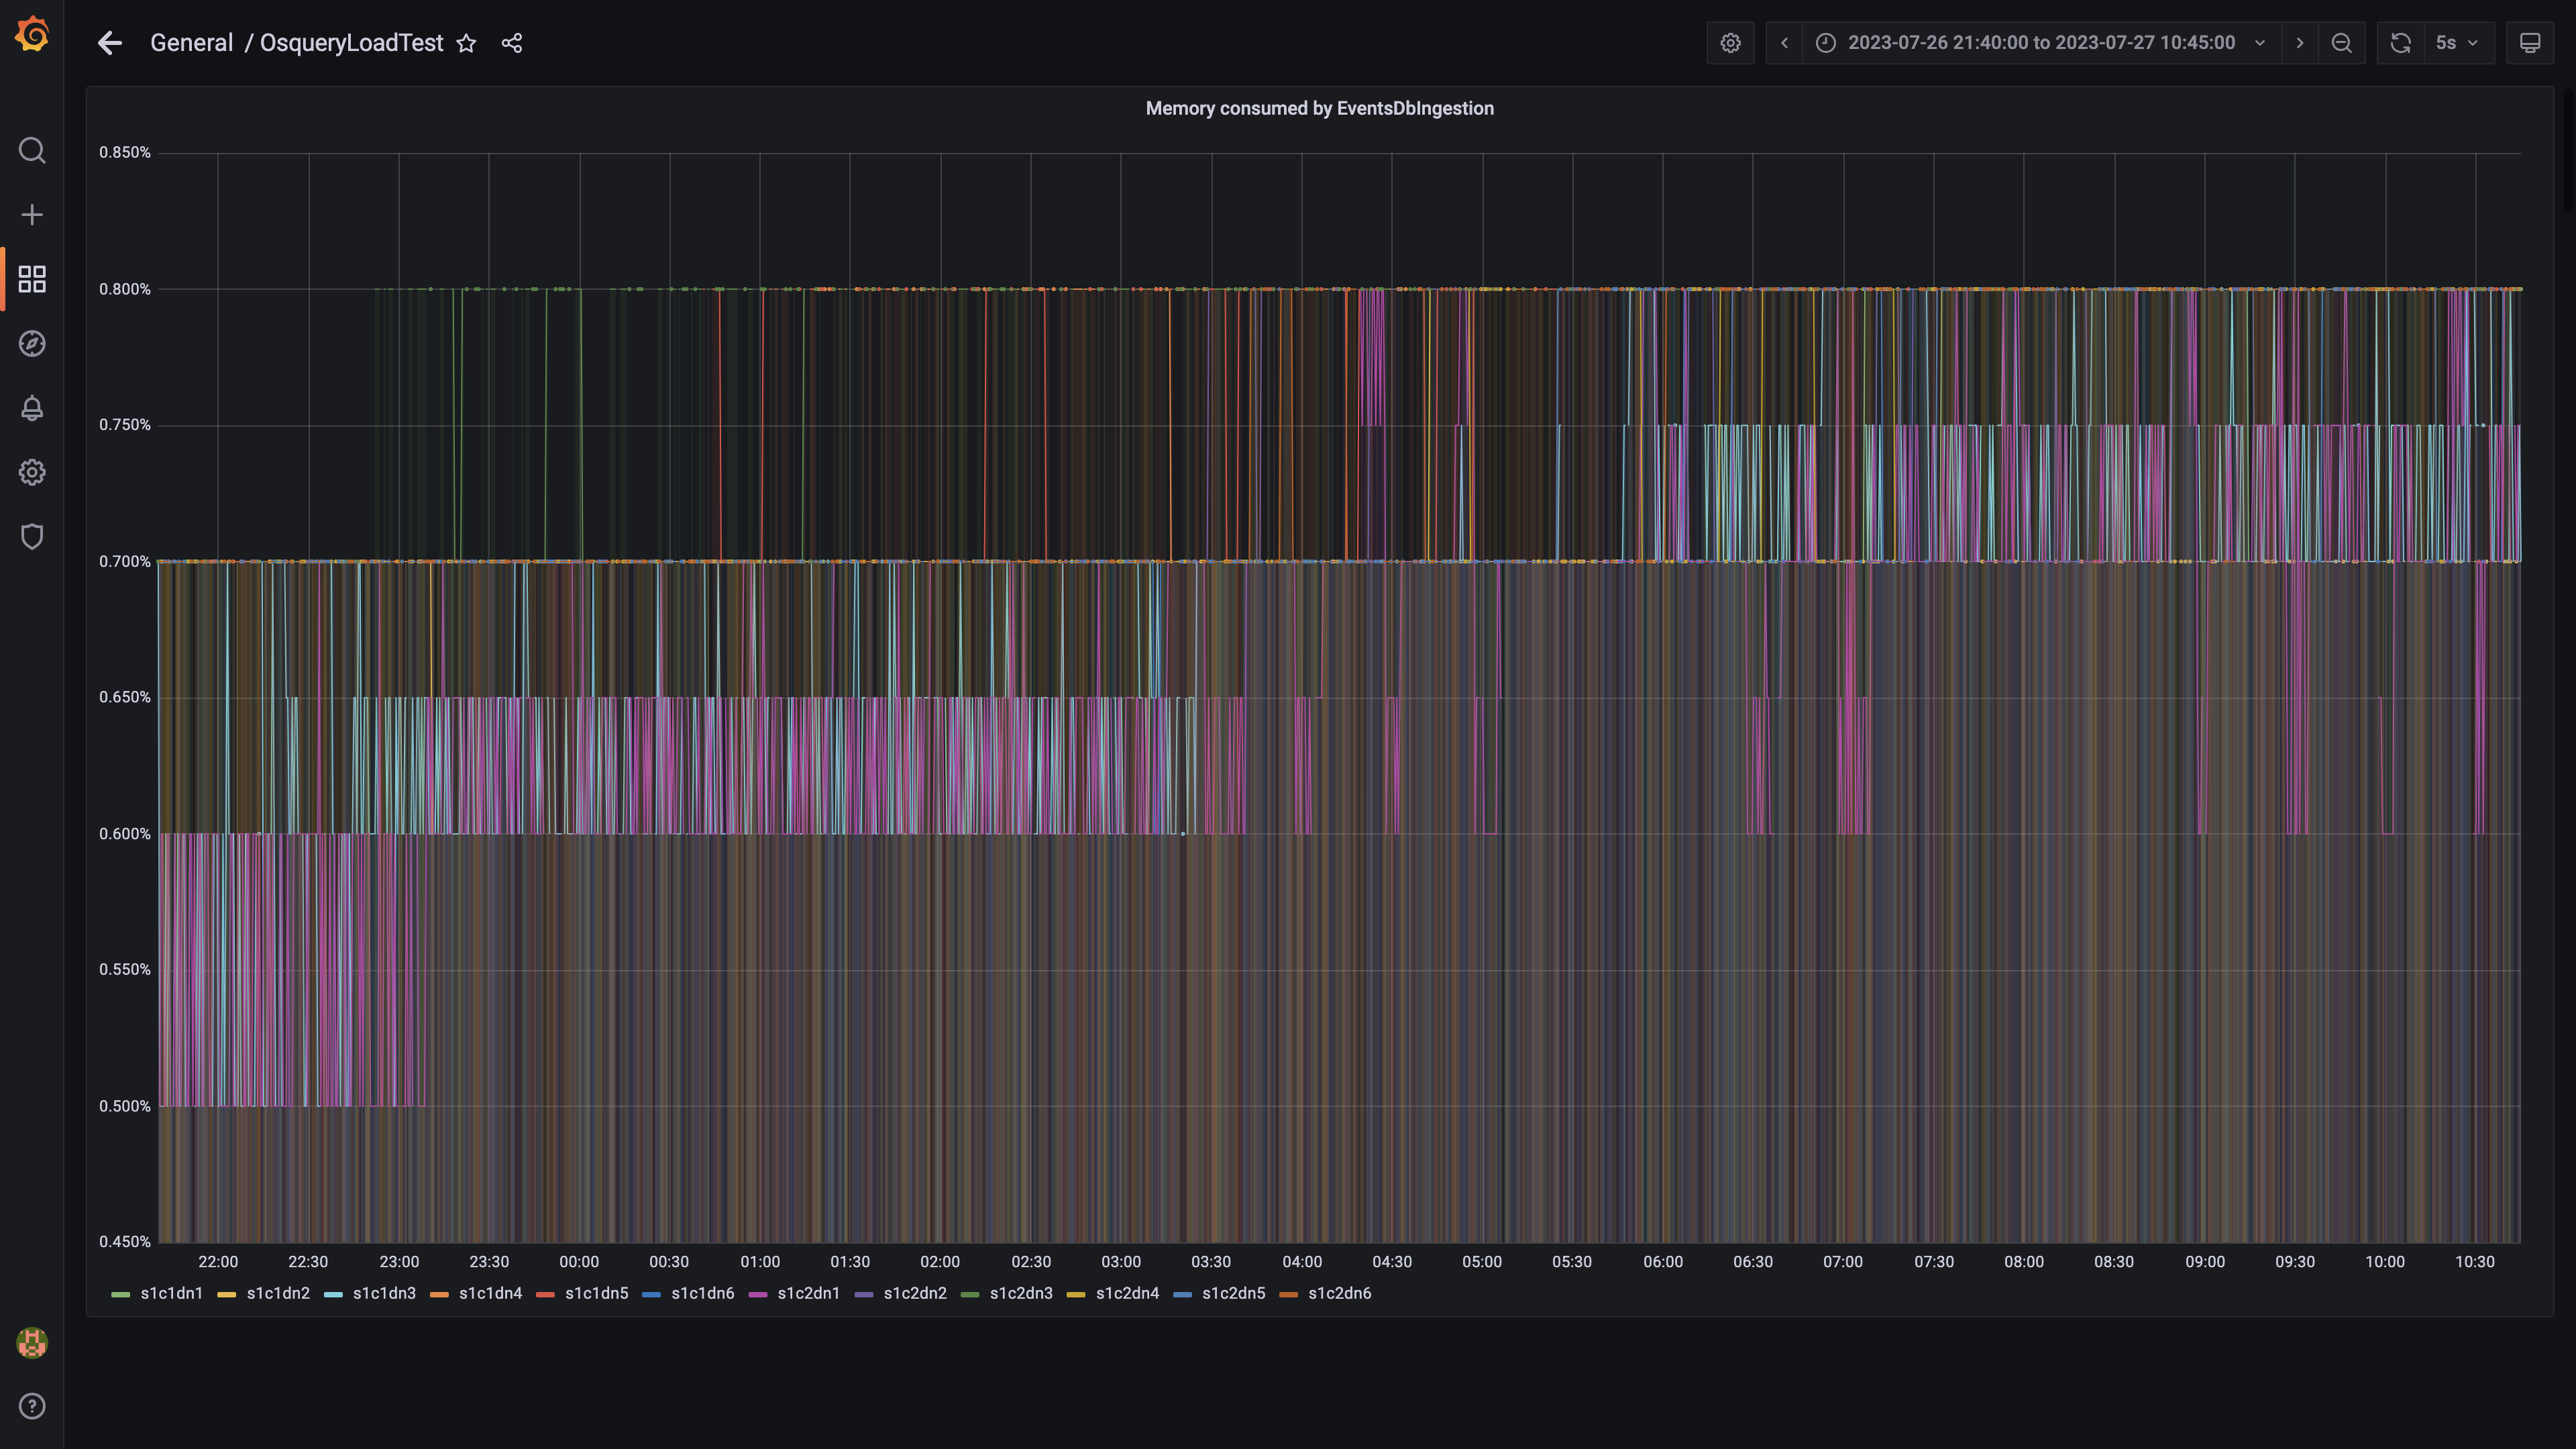 General / OsqueryLoadTest
2023-07-26 21:40:00 to 2023-07-27 10:45:00
5s
Memory consumed by EventsDbIngestion
0.850%
0.800%
0.750%
0.700%
0.650%
0.600%
0.550%
0.500%
0.450%
22:00 22:30 23:00 23:30 00:00 00:30 01:00 01:30 02:00 02:30 03:00 03:30 04:00 04:30 05:00 05:30 06:00 06:30 07:00 07:30 08:00 08:30 09:00 09:30 10:00 10:30
s1c1dn1 s1c1dn2 s1c1dn3 s1c1dn4 s1c1dn5 s1c1dn6 s1c2dn1 s1c2dn2 s1c2dn3 s1c2dn4 s1c2dn5 s1c2dn6